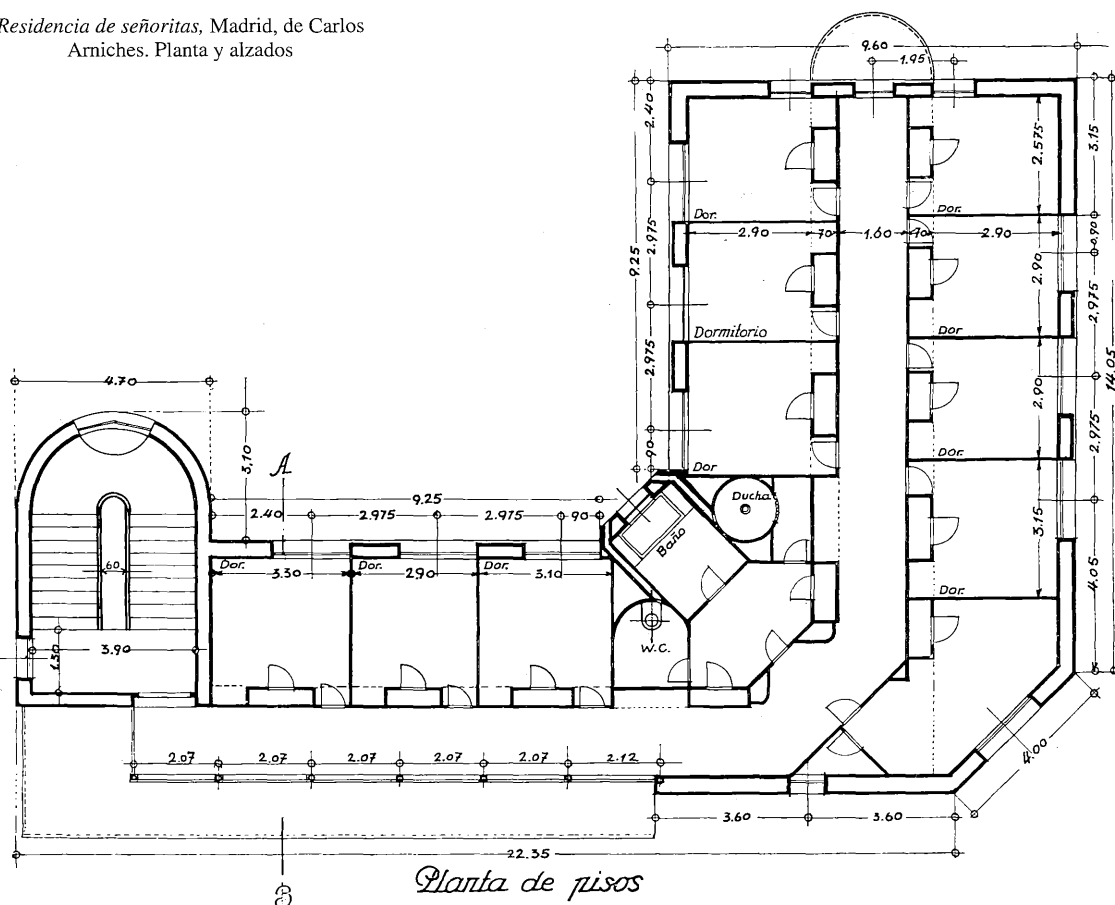 Residencia de señoritas, Madrid, de Carlos
Arniches. Planta y alzados
9.60
1.95
2.40
2.975
2.975
90
9.25
3.15
0.90
2.975
2.975
4.05
14.05
2.575
2.90
2.90
3.15
Dor.
Dor.
2.90
70
1.60
70
2.90
Dormitorio
Dor
Dor
Dor.
4.70
3,10
A
9.25
2.40
2.975
2.975
90
Ducha
Baño
W.C.
Dor.
Dor.
Dor.
3.30
290
3.10
60
3.90
1.30
2.07
2.07
2.07
2.07
2.07
2.12
4.00
3.60
3.60
22.35
B
Planta de pisos